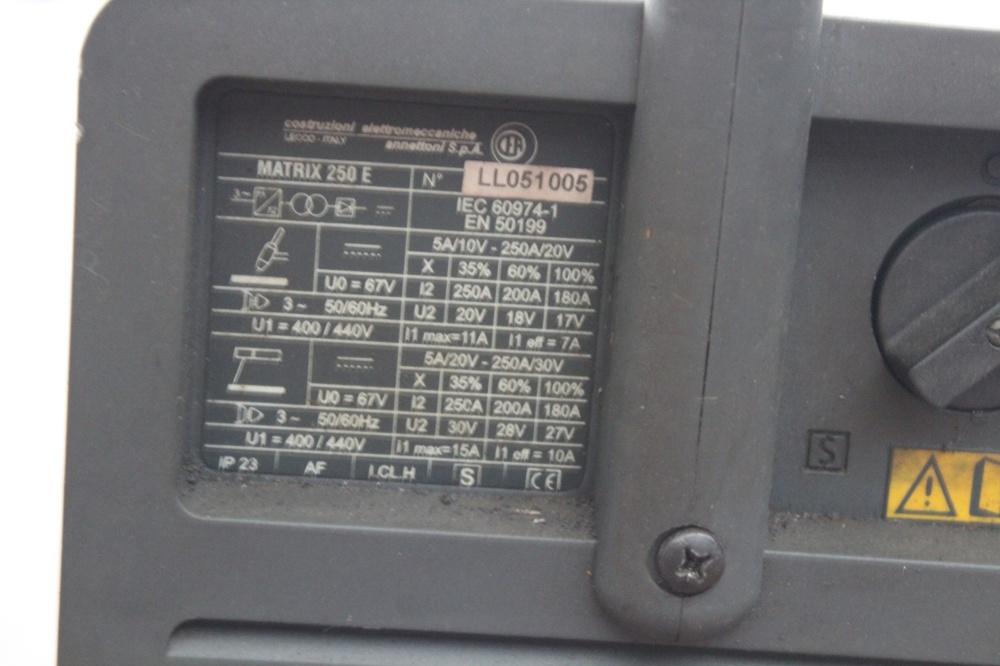 costruzioni elettromeccaniche
LECCO - ITALY annettoni S.p.A. CEA
MATRIX 250 E N° LL051005
3~ IEC 60974-1
EN 50199
5A/10V - 250A/20V
X 35% 60% 100%
U0 = 67V I2 250A 200A 180A
3~ 50/60Hz U2 20V 18V 17V
U1 = 400 / 440V I1 max=11A I1 eff = 7A
5A/20V - 250A/30V
X 35% 60% 100%
U0 = 67V I2 250A 200A 180A
3~ 50/60Hz U2 30V 28V 27V
U1 = 400 / 440V I1 max=15A I1 eff = 10A
IP 23 AF I.CL.H S CE
S